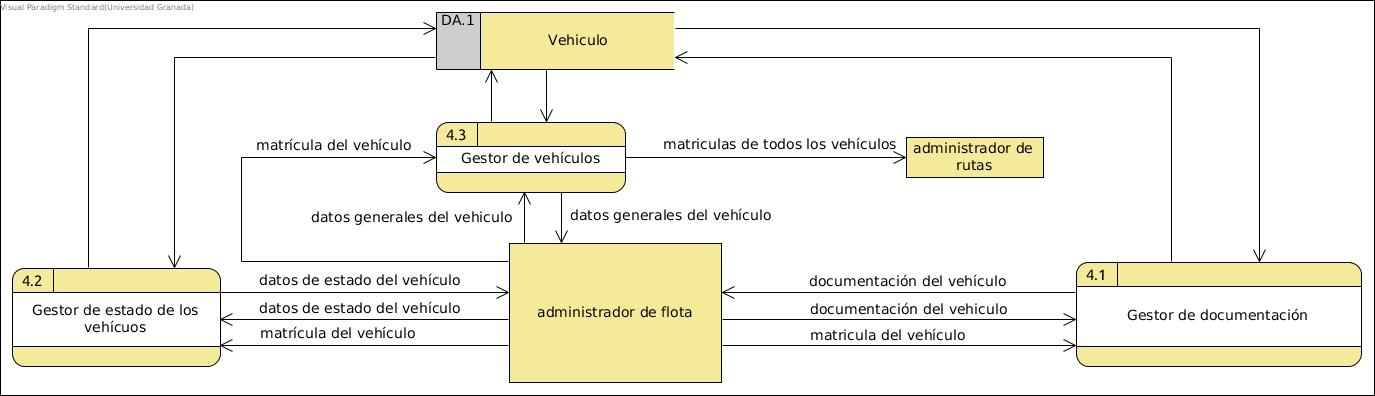 Visual Paradigm Standard(Universidad Granada)
DA.1
Vehiculo
4.3
Gestor de vehículos
matrícula del vehículo
matriculas de todos los vehículos
administrador de
rutas
datos generales del vehiculo
datos generales del vehículo
4.2
Gestor de estado de los
vehícuos
datos de estado del vehículo
datos de estado del vehículo
matrícula del vehículo
administrador de flota
documentación del vehículo
documentación del vehiculo
matricula del vehículo
4.1
Gestor de documentación